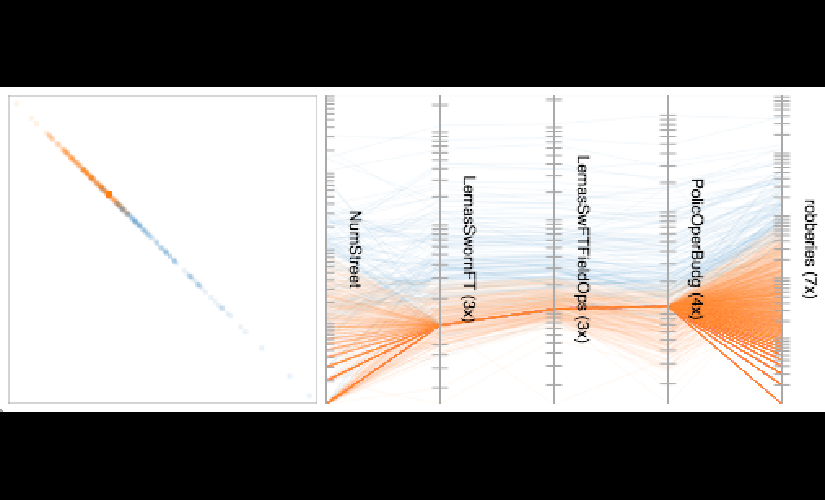 NumStreet
LemasSwornFT (3x)
LemasSwFTFieldOps (3x)
PolicOperBudg (4x)
robberies (7x)